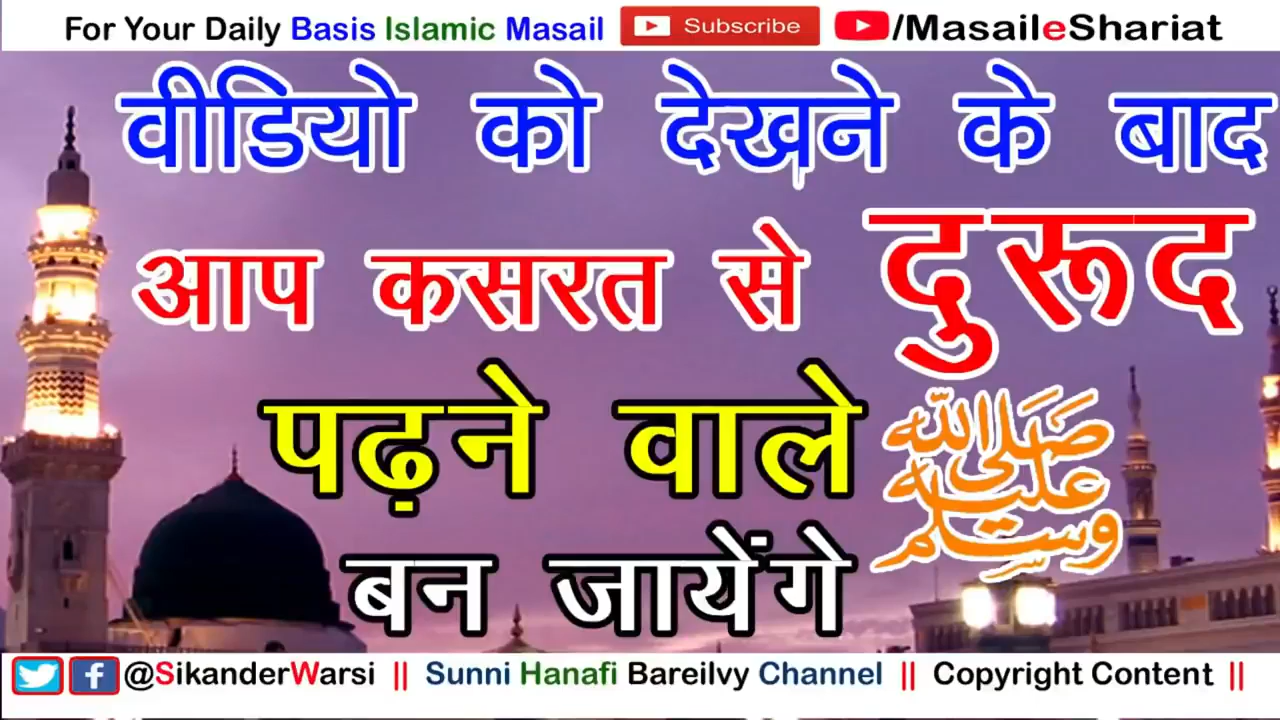 For Your Daily Basis Islamic Masail Subscribe /MasaileShariat
वीडियो को देखने के बाद
आप कसरत से दुरूद
पढ़ने वाले صلى الله عليه وسلم
बन जायेंगे
@SikanderWarsi || Sunni Hanafi Bareilvy Channel || Copyright Content ||